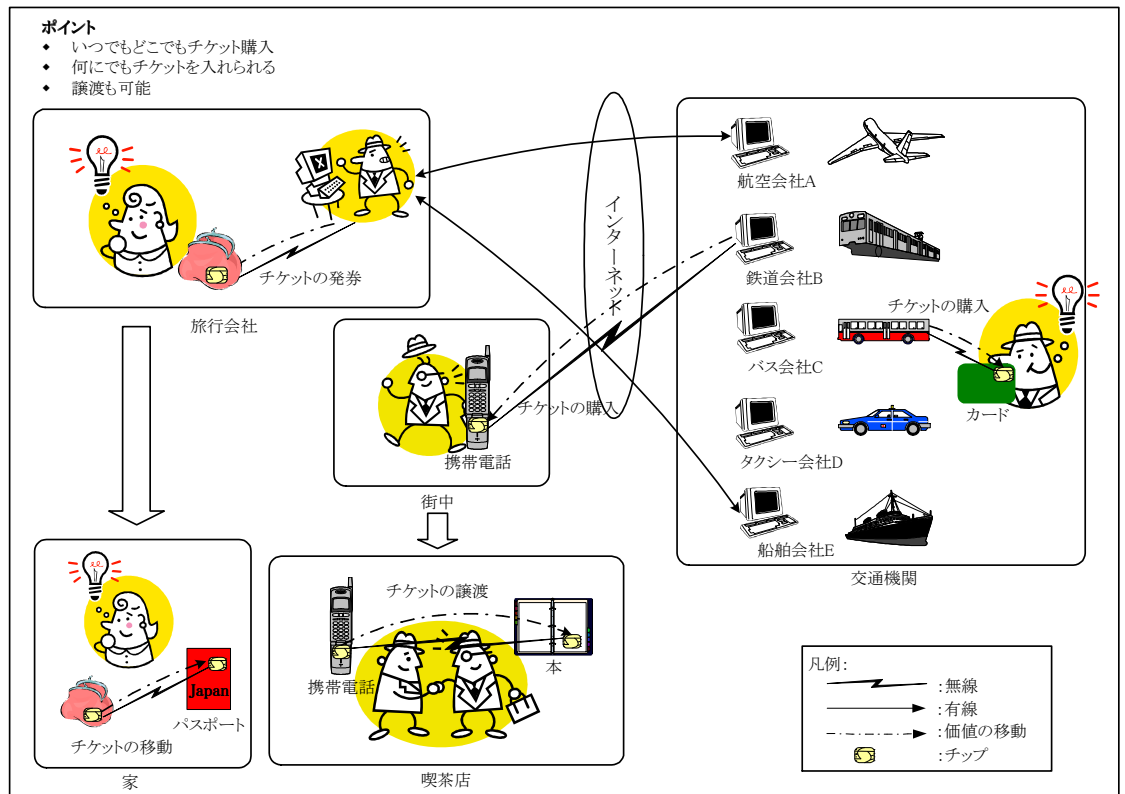 ポイント
◆ いつでもどこでもチケット購入
◆ 何にでもチケットを入れられる
◆ 譲渡も可能
X
チケットの発券
旅行会社
インターネット
航空会社A
鉄道会社B
バス会社C
タクシー会社D
船舶会社E
チケットの購入
カード
交通機関
チケットの購入
携帯電話
街中
Japan
パスポート
チケットの移動
家
チケットの譲渡
携帯電話
本
喫茶店
凡例：
：無線
：有線
：価値の移動
：チップ